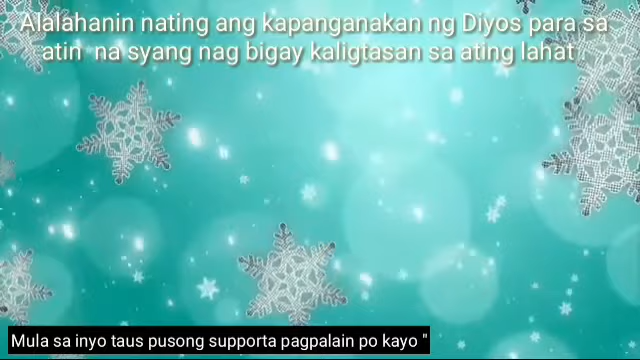 Alalahanin nating ang kapanganakan ng Diyos para sa
atin na syang nag bigay kaligtasan sa ating lahat
Mula sa inyo taus pusong supporta pagpalain po kayo "